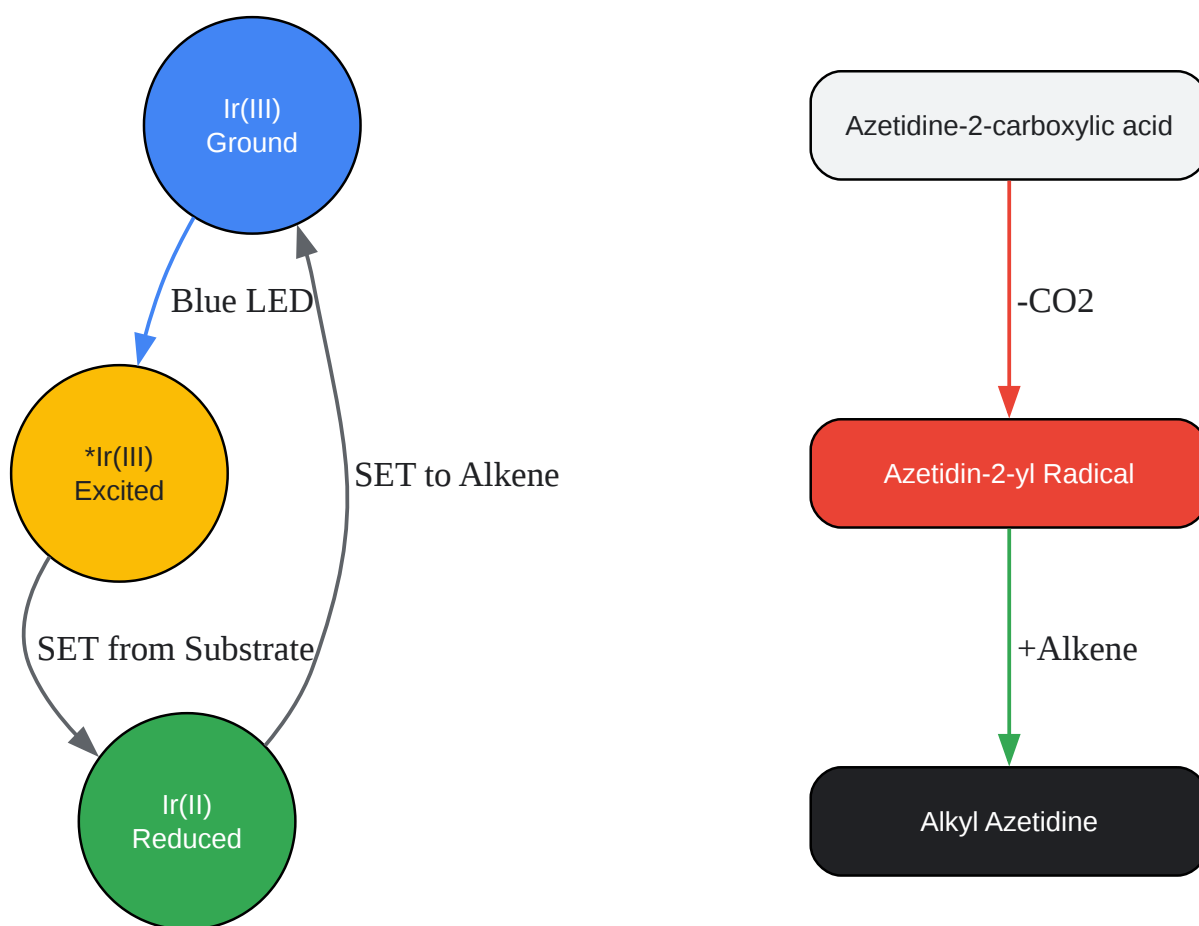 Ir(III)
Ground
Azetidine-2-carboxylic acid
Blue LED
-CO2
*Ir(III)
Excited
SET to Alkene
Azetidin-2-yl Radical
SET from Substrate
+Alkene
Ir(II)
Reduced
Alkyl Azetidine